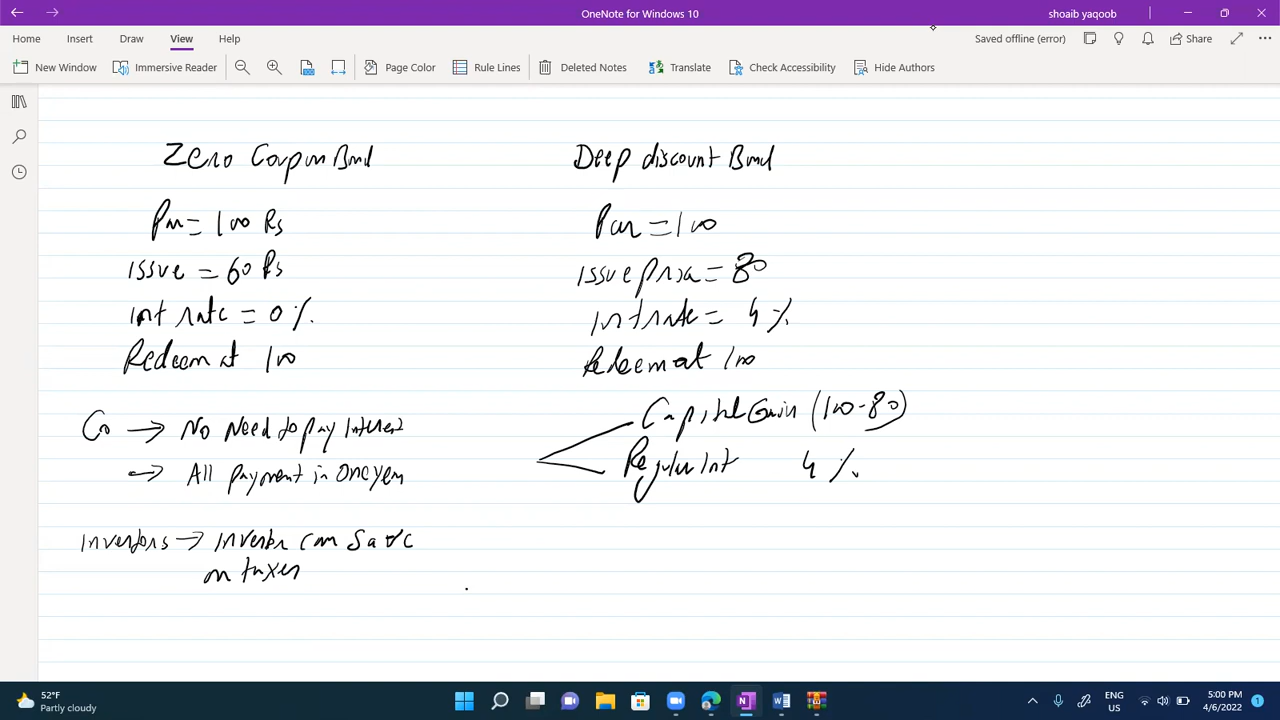 OneNote for Windows 10
shoaib yaqoob
Home Insert Draw View Help
Saved offline (error)
Share
New Window Immersive Reader Page Color Rule Lines Deleted Notes Translate Check Accessibility Hide Authors
Zero Coupon Bond
Par = 100 Rs
issue = 60 Rs
int rate = 0 %.
Redeem at 100
Co → No Need to pay interest
→ All payment in one year
investors → investor can save
on taxes
Deep discount Bond
Par = 100
issue price = 80
int rate = 4 %
Redeem at 100
Capital Gain (100-80)
Regular int 4 %
52°F
Partly cloudy
ENG
US
5:00 PM
4/6/2022